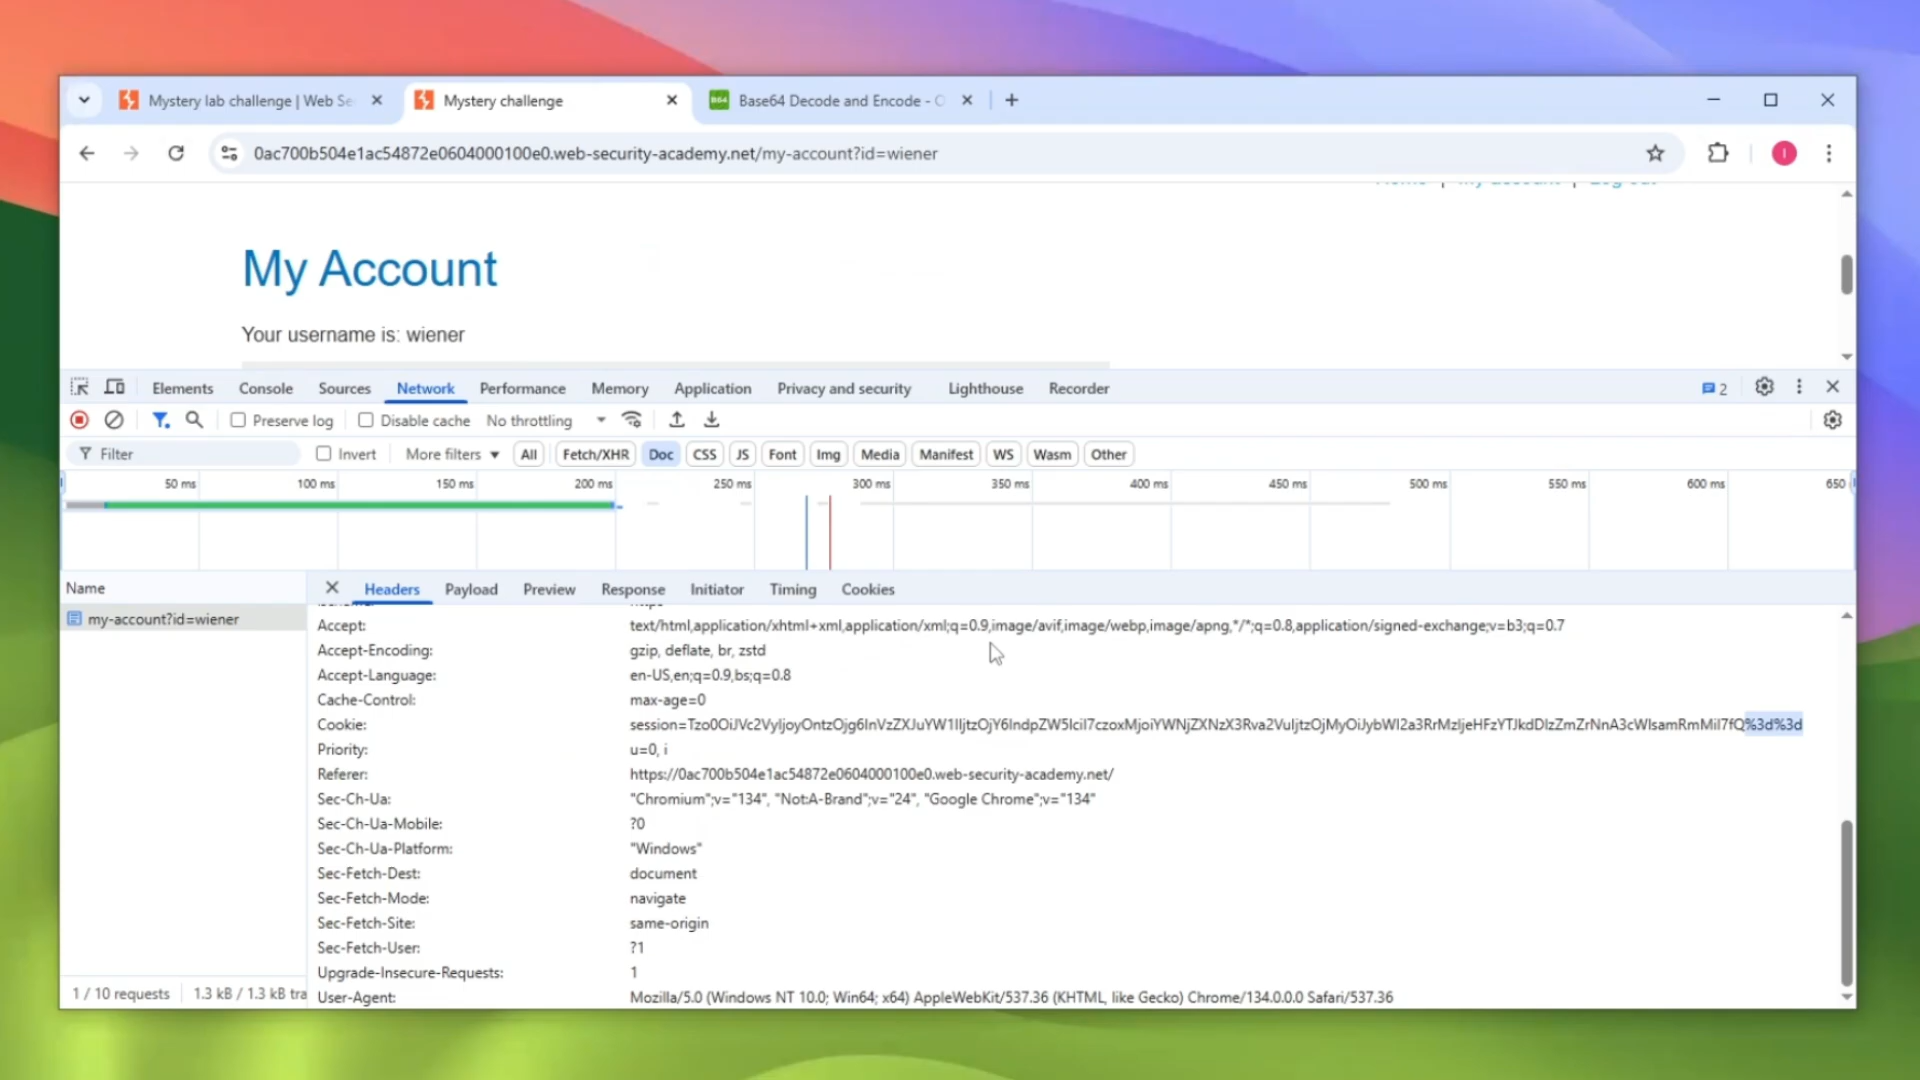 Mystery lab challenge | Web Se
Mystery challenge
B64 Base64 Decode and Encode - O
0ac700b504e1ac54872e0604000100e0.web-security-academy.net/my-account?id=wiener
I
Home | My account | Log out
My Account
Your username is: wiener
Elements Console Sources Network Performance Memory Application Privacy and security Lighthouse Recorder 2
Preserve log Disable cache No throttling
Filter Invert More filters All Fetch/XHR Doc CSS JS Font Img Media Manifest WS Wasm Other
50 ms 100 ms 150 ms 200 ms 250 ms 300 ms 350 ms 400 ms 450 ms 500 ms 550 ms 600 ms 650
Name Headers Payload Preview Response Initiator Timing Cookies
my-account?id=wiener
Accept: text/html,application/xhtml+xml,application/xml;q=0.9,image/avif,image/webp,image/apng,*/*;q=0.8,application/signed-exchange;v=b3;q=0.7
Accept-Encoding: gzip, deflate, br, zstd
Accept-Language: en-US,en;q=0.9,bs;q=0.8
Cache-Control: max-age=0
Cookie:
Priority: u=0, i
Referer: https://0ac700b504e1ac54872e0604000100e0.web-security-academy.net/
Sec-Ch-Ua: "Chromium";v="134", "Not:A-Brand";v="24", "Google Chrome";v="134"
Sec-Ch-Ua-Mobile: ?0
Sec-Ch-Ua-Platform: "Windows"
Sec-Fetch-Dest: document
Sec-Fetch-Mode: navigate
Sec-Fetch-Site: same-origin
Sec-Fetch-User: ?1
Upgrade-Insecure-Requests: 1
User-Agent: Mozilla/5.0 (Windows NT 10.0; Win64; x64) AppleWebKit/537.36 (KHTML, like Gecko) Chrome/134.0.0.0 Safari/537.36
1 / 10 requests 1.3 kB / 1.3 kB tra